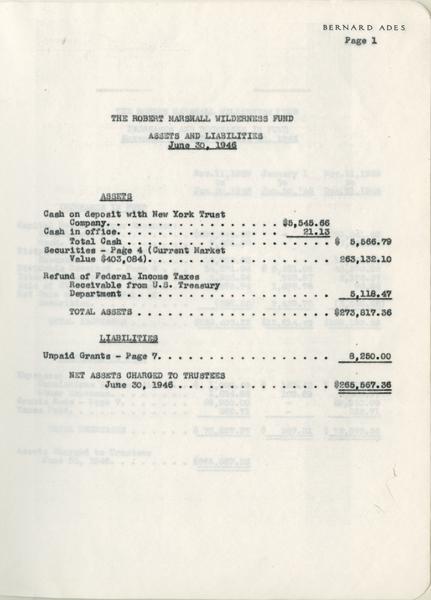 BERNARD ADES
Page 1
THE ROBERT MARSHALL WILDERNESS FUND
ASSETS AND LIABILITIES
June 30, 1946
ASSETS
Cash on deposit with New York Trust
Company. . . . . . . . . . . . . . . . . . . $5,545.66
Cash in office. . . . . . . . . . . . . . . . . 21.13
Total Cash . . . . . . . . . . . . . . . . . . . . . $ 5,566.79
Securities - Page 4 (Current Market
Value $403,084). . . . . . . . . . . . . . . . . . . 263,132.10
Refund of Federal Income Taxes
Receivable from U.S. Treasury
Department . . . . . . . . . . . . . . . . . . . . . 5,118.47
TOTAL ASSETS . . . . . . . . . . . . . . . . . . . . $273,817.36
LIABILITIES
Unpaid Grants - Page 7. . . . . . . . . . . . . . . . . . 8,250.00
NET ASSETS CHARGED TO TRUSTEES
June 30, 1946 . . . . . . . . . . . . . . . . $265,567.36